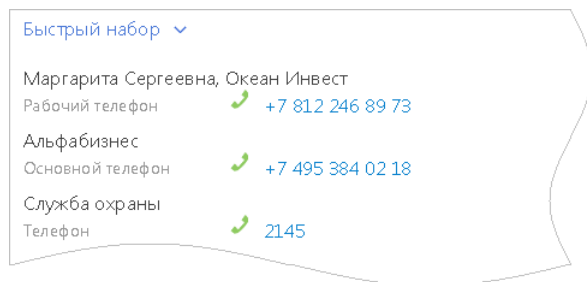 Быстрый набор
Маргарита Сергеевна, Океан Инвест
Рабочий телефон +7 812 246 89 73
Альфабизнес
Основной телефон +7 495 384 02 18
Служба охраны
Телефон 2145